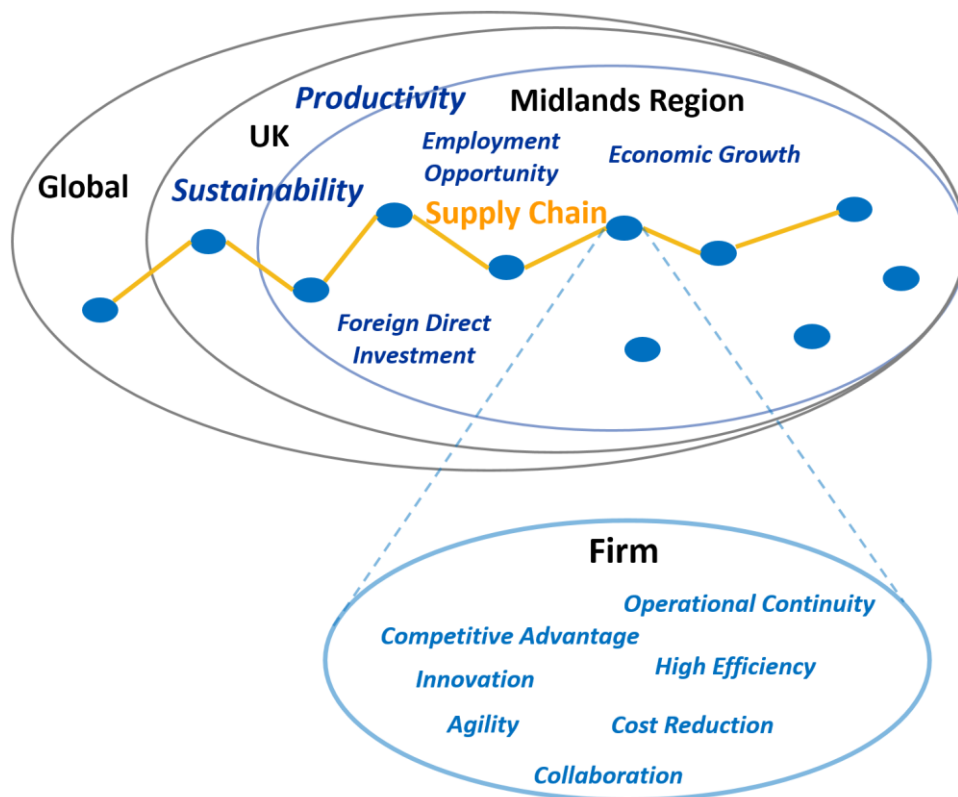 Productivity
Midlands Region
UK
Employment
Opportunity
Economic Growth
Global
Sustainability
Supply Chain
Foreign Direct
Investment
Firm
Operational Continuity
Competitive Advantage
High Efficiency
Innovation
Agility
Cost Reduction
Collaboration